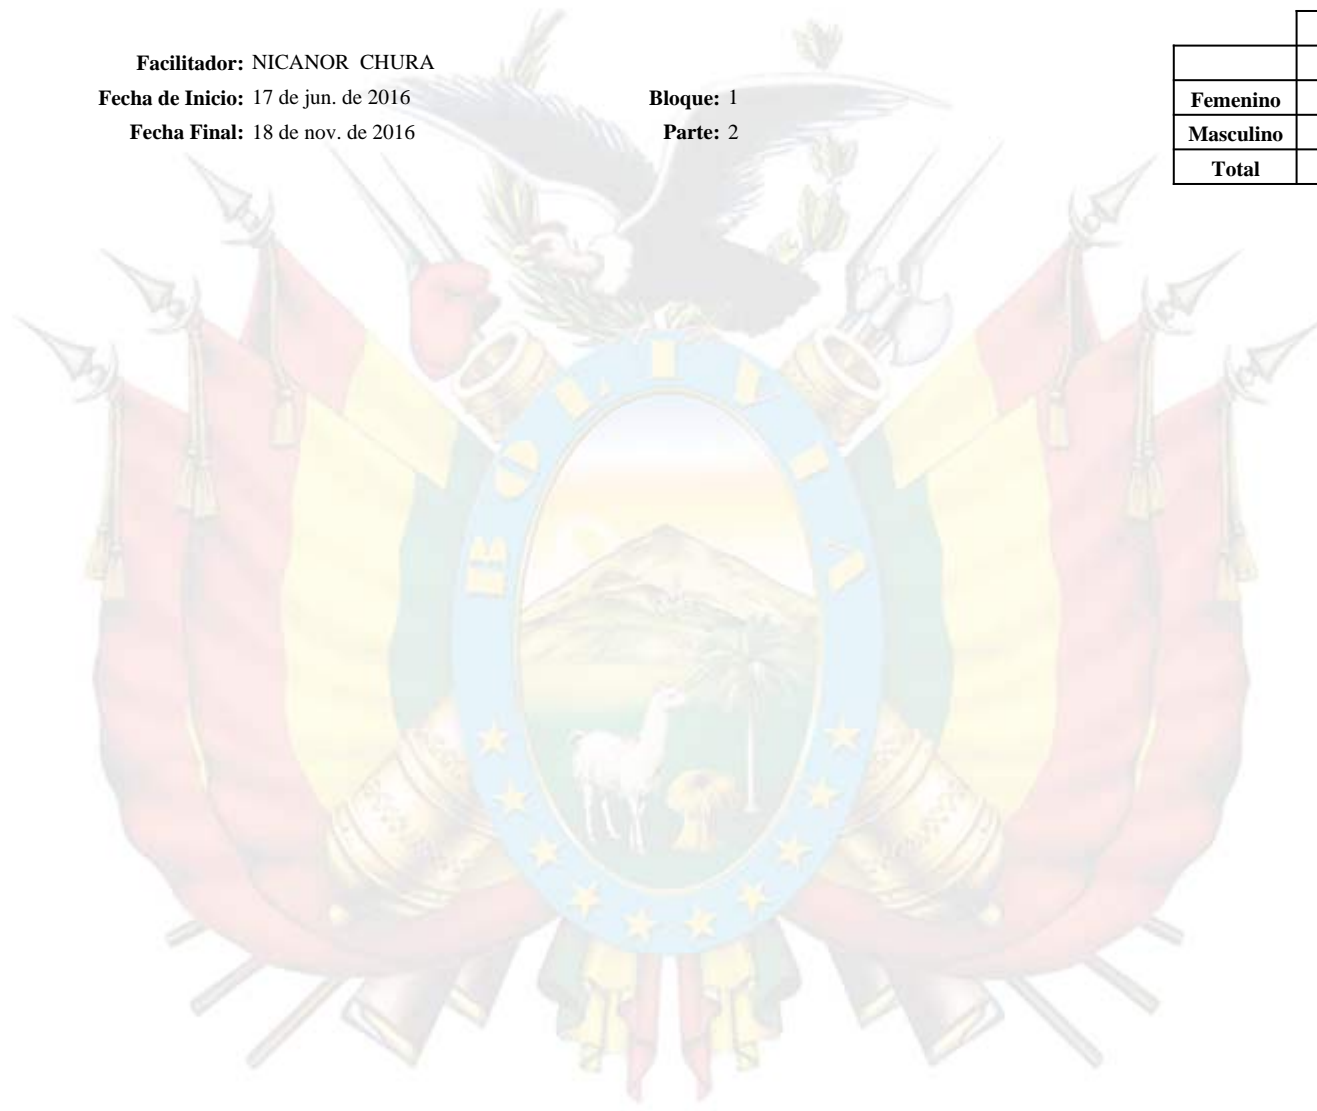 Facilitador: NICANOR CHURA
Fecha de Inicio: 17 de jun. de 2016
Bloque: 1
Fecha Final: 18 de nov. de 2016
Parte: 2
Femenino
Masculino
Total
BOLIVIA